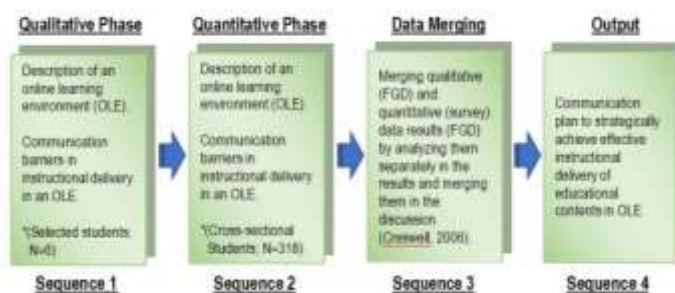 Qualitative Phase
Description of an
online learning
environment (OLE).
Communication
barriers in
instructional delivery
in an OLE.
*(Selected students;
Sequence 1
Quantitative Phase
Description of an
online learning
environment (OLE).
Communication
barriers in
instructional delivery
in an OLE.
*(Cross-sectional
Students; N=318)
Sequence 2
Data Merging
Merging qualitative
(FGD) and
quantitative (survey)
data results (FGD)
by analyzing them
separately in the
results and merging
them in the
discussion
(Creswell, 2006).
Sequence 3
Output
Communication
plan to strategically
achieve effective
instructional
delivery of
educational
contents in OLE.
Sequence 4